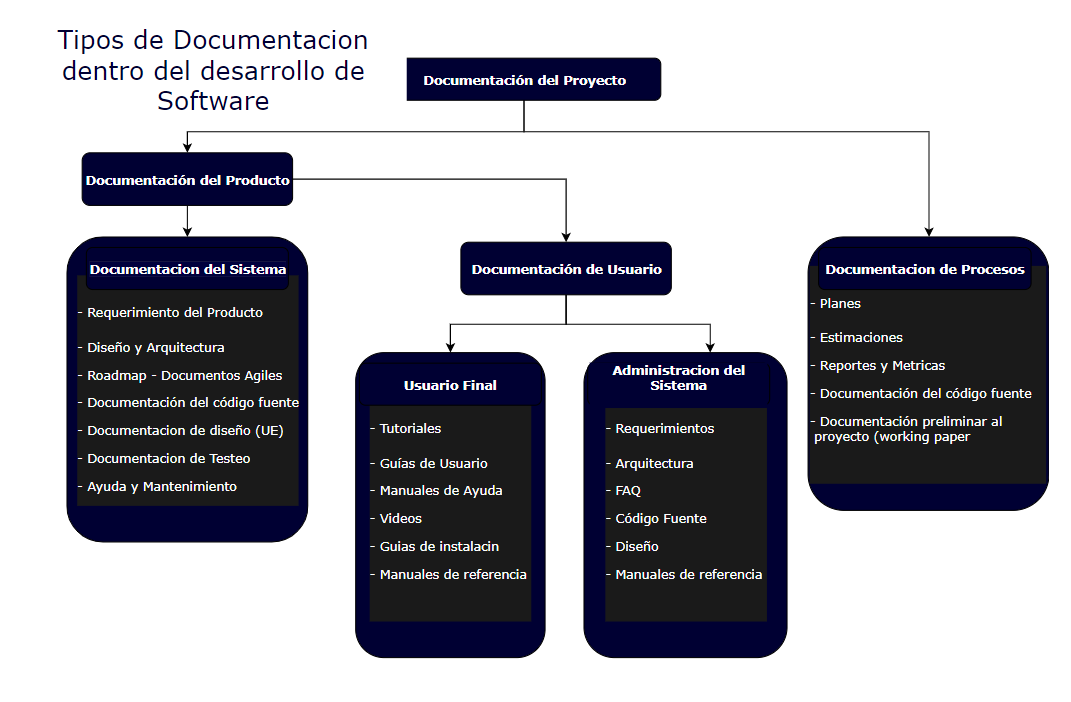 Tipos de Documentacion
dentro del desarrollo de
Software
Documentación del Proyecto
Documentación del Producto
Documentacion del Sistema
- Requerimiento del Producto
- Diseño y Arquitectura
- Roadmap - Documentos Agiles
- Documentación del código fuente
- Documentacion de diseño (UE)
- Documentacion de Testeo
- Ayuda y Mantenimiento
Documentación de Usuario
Usuario Final
- Tutoriales
- Guías de Usuario
- Manuales de Ayuda
- Videos
- Guias de instalacin
- Manuales de referencia
Administracion del
Sistema
- Requerimientos
- Arquitectura
- FAQ
- Código Fuente
- Diseño
- Manuales de referencia
Documentacion de Procesos
- Planes
- Estimaciones
- Reportes y Metricas
- Documentación del código fuente
- Documentación preliminar al
proyecto (working paper